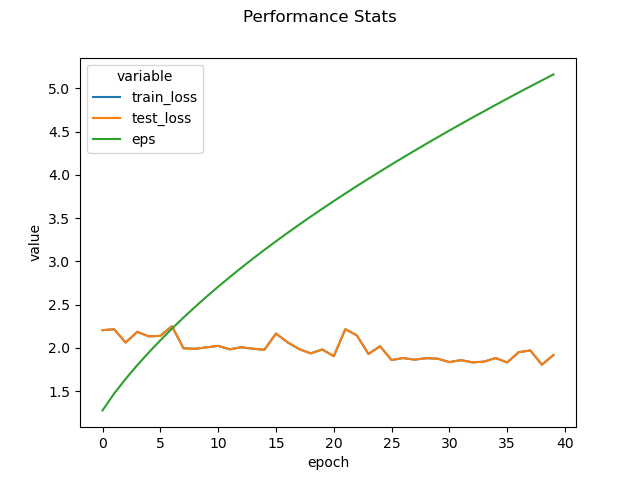 Performance Stats
variable
train_loss
test_loss
eps
value
5.0
4.5
4.0
3.5
3.0
2.5
2.0
1.5
0 5 10 15 20 25 30 35 40
epoch